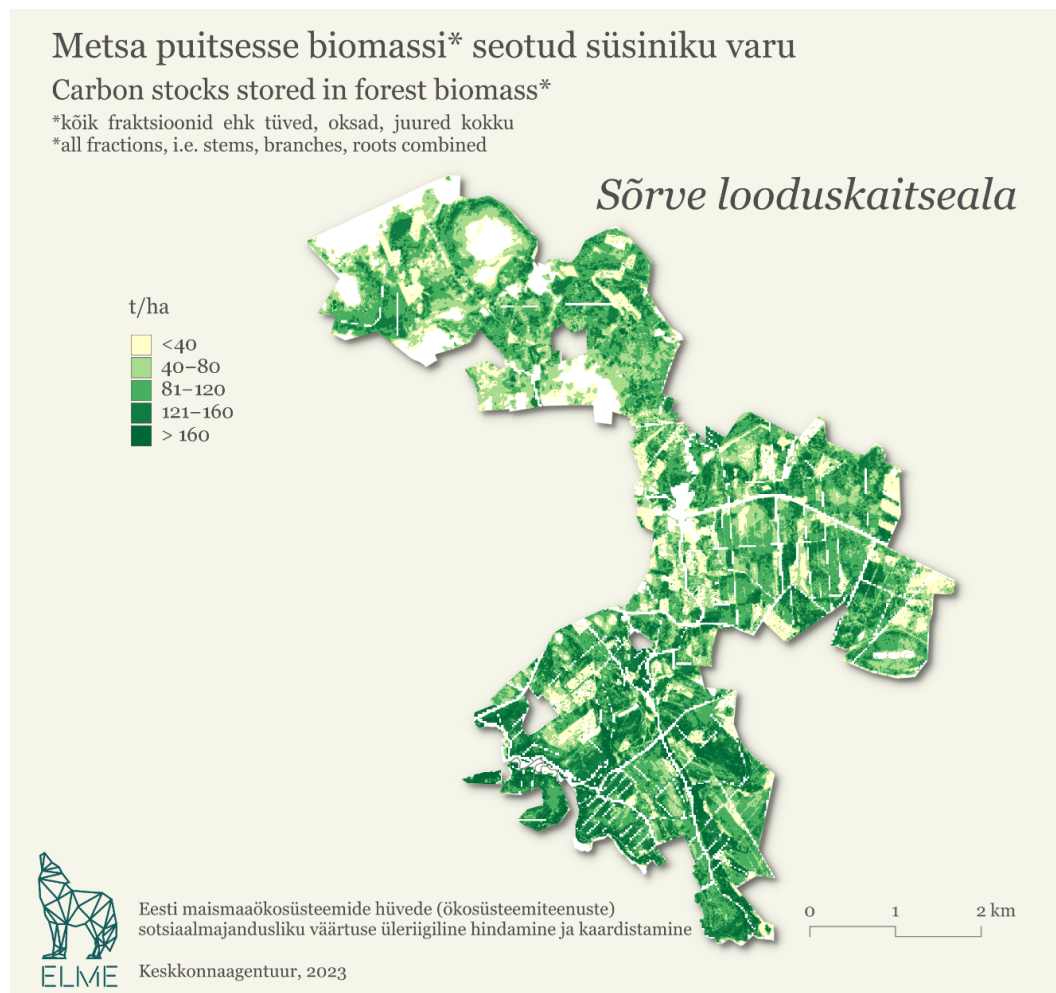 Metsa puitsesse biomassi* seotud süsiniku varu
Carbon stocks stored in forest biomass*
*kõik fraktsioonid ehk tüved, oksad, juured kokku
*all fractions, i.e. stems, branches, roots combined
Sõrve looduskaitseala
t/ha
<40
40–80
81–120
121–160
> 160
Eesti maismaaökosüsteemide hüvede (ökosüsteemiteenuste)
sotsiaalmajandusliku väärtuse üleriigiline hindamine ja kaardistamine
0 1 2 km
ELME
Keskkonnaagentuur, 2023